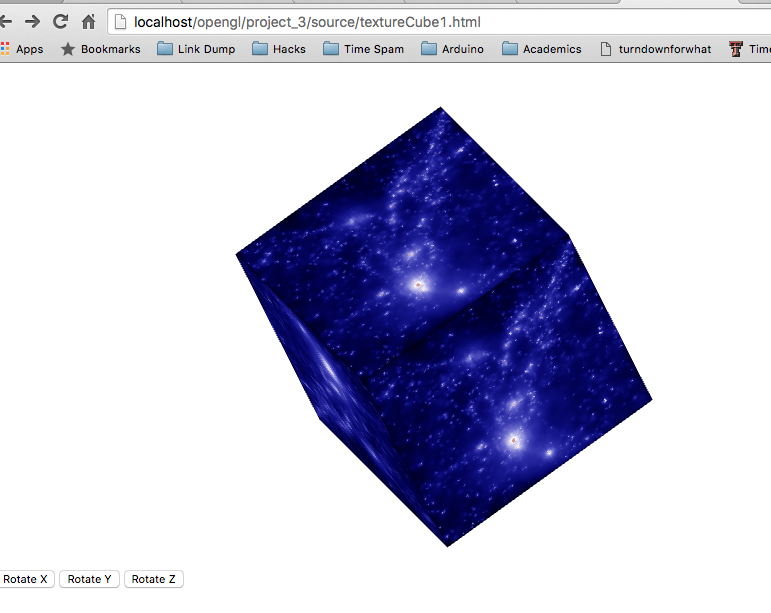 localhost/opengl/project_3/source/textureCube1.html
Apps Bookmarks Link Dump Hacks Time Spam Arduino Academics turndownforwhat
Rotate X Rotate Y Rotate Z